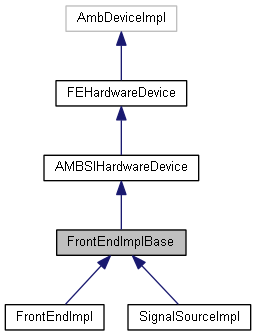 AmbDeviceImpl
FEHardwareDevice
AMBSIHardwareDevice
FrontEndImplBase
FrontEndImpl
SignalSourceImpl